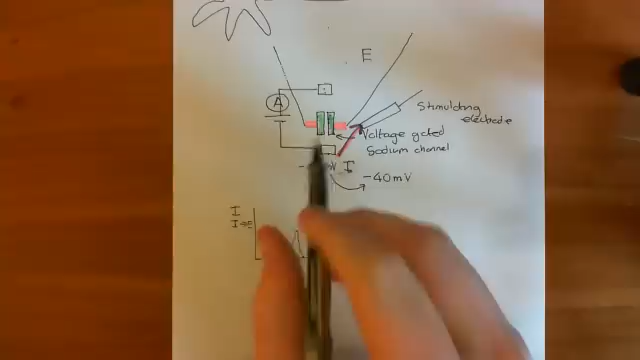 E
A
Stimulating
electrode
Voltage gated
Sodium channel
V I
-40mV
I
I⇒E